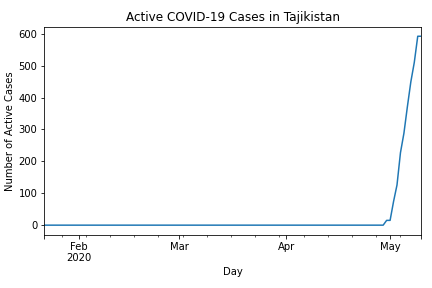 Active COVID-19 Cases in Tajikistan
Number of Active Cases
600
500
400
300
200
100
0
Feb
2020
Mar
Apr
May
Day